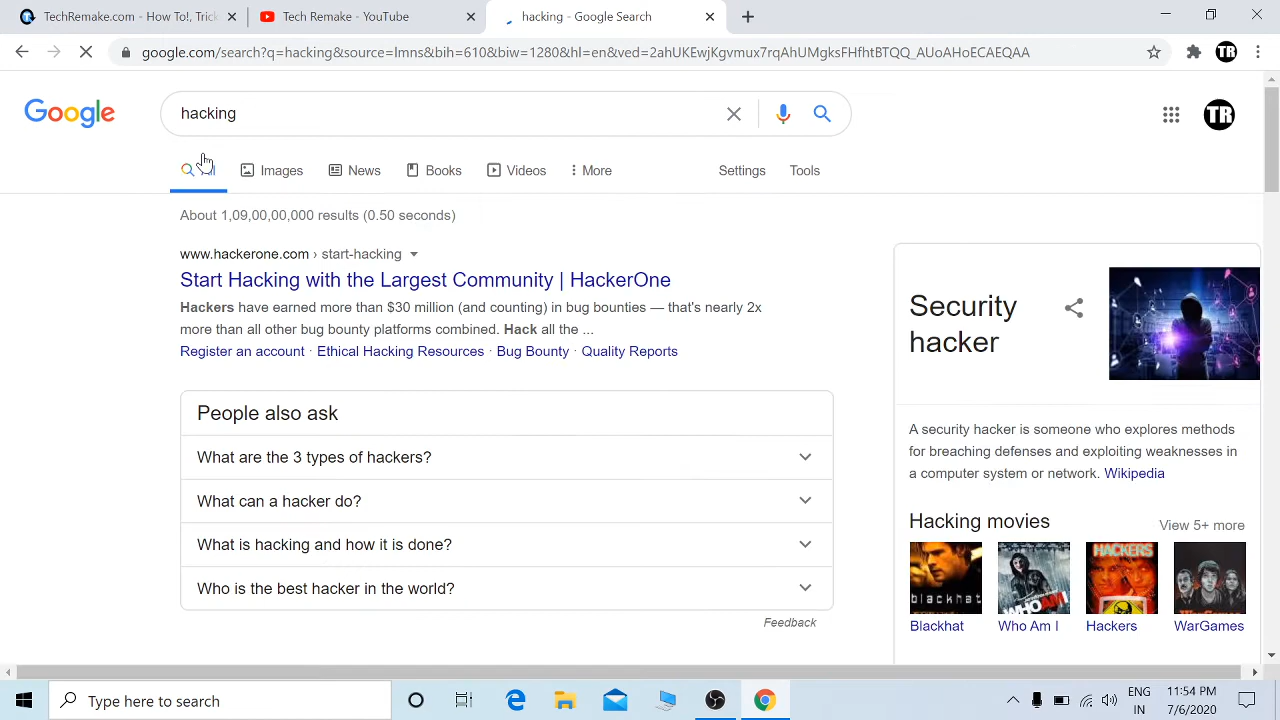 TechRemake.com - How To!, Tric
Tech Remake - YouTube
hacking - Google Search
google.com/search?q=hacking&source=lmns&bih=610&biw=1280&hl=en&ved=2ahUKEwjKgvmux7rqAhUMgksFHfhtBTQQ_AUoAHoECAEQAA
TR
Google
hacking
TR
Images
News
Books
Videos
More
Settings
Tools
About 1,09,00,00,000 results (0.50 seconds)
www.hackerone.com › start-hacking
Start Hacking with the Largest Community | HackerOne
Hackers have earned more than $30 million (and counting) in bug bounties — that's nearly 2x
more than all other bug bounty platforms combined. Hack all the ...
Register an account · Ethical Hacking Resources · Bug Bounty · Quality Reports
People also ask
What are the 3 types of hackers?
What can a hacker do?
What is hacking and how it is done?
Who is the best hacker in the world?
Feedback
Security
hacker
A security hacker is someone who explores methods
for breaching defenses and exploiting weaknesses in
a computer system or network. Wikipedia
Hacking movies
View 5+ more
blackhat
WHO AM I
HACKERS
Blackhat
Who Am I
Hackers
WarGames
Type here to search
ENG
IN
11:54 PM
7/6/2020